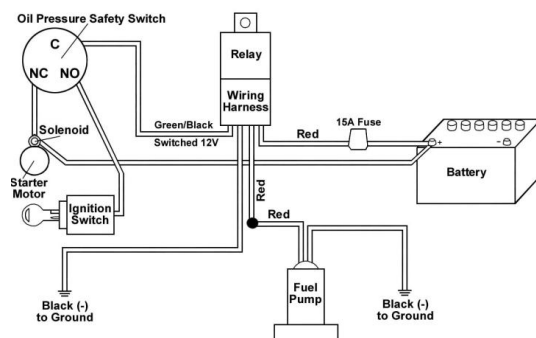 Oil Pressure Safety Switch
C
NC NO
Relay
Wiring
Harness
Solenoid
Green/Black
Switched 12V
15A Fuse
Red
+ -
Battery
Starter
Motor
Ignition
Switch
Red
Red
Fuel
Pump
Black (-)
to Ground
Black (-)
to Ground